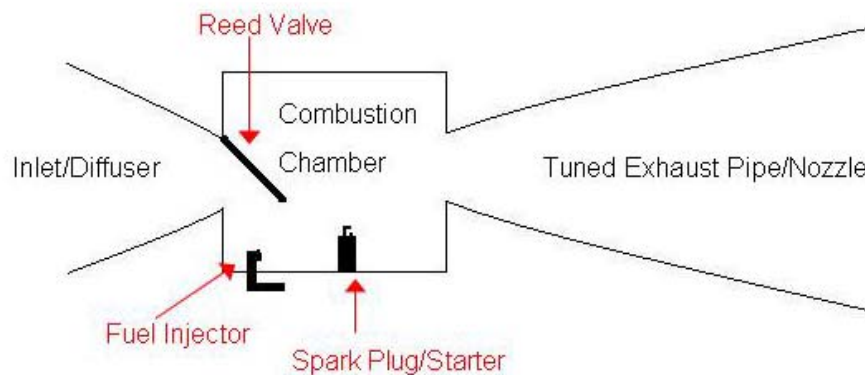 Reed Valve
Combustion
Chamber
Inlet/Diffuser
Tuned Exhaust Pipe/Nozzle
Fuel Injector
Spark Plug/Starter